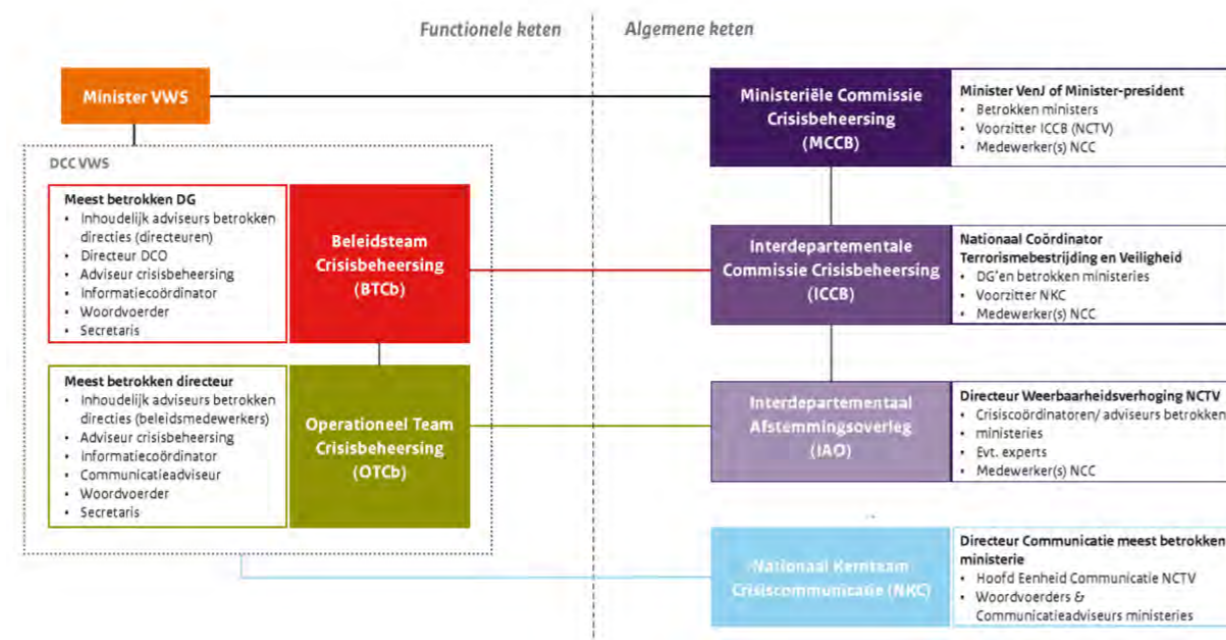 Functionele keten
Algemene keten
Minister VWS
DCC VWS
Meest betrokken DG
• Inhoudelijk adviseurs betrokken
directies (directeuren)
• Directeur DCO
• Adviseur crisisbeheersing
• Informatiecoördinator
• Woordvoerder
• Secretaris
Beleidsteam
Crisisbeheersing
(BTCb)
Meest betrokken directeur
• Inhoudelijk adviseurs betrokken
directies (beleidsmedewerkers)
• Adviseur crisisbeheersing
• Informatiecoördinator
• Communicatieadviseur
• Woordvoerder
• Secretaris
Operationeel Team
Crisisbeheersing
(OTCb)
Ministeriële Commissie
Crisisbeheersing
(MCCB)
Minister VenJ of Minister-president
• Betrokken ministers
• Voorzitter ICCB (NCTV)
• Medewerker(s) NCC
Interdepartementale
Commissie Crisisbeheersing
(ICCB)
Nationaal Coördinator
Terrorismebestrijding en Veiligheid
• DG'en betrokken ministeries
• Voorzitter NKC
• Medewerker(s) NCC
Interdepartementaal
Afstemmingsoverleg
(IAO)
Directeur Weerbaarheidsverhoging NCTV
• Crisiscoördinatoren/ adviseurs betrokken
• ministeries
• Evt. experts
• Medewerker(s) NCC
Nationaal Kernteam
Crisiscommunicatie (NKC)
Directeur Communicatie meest betrokken
ministerie
• Hoofd Eenheid Communicatie NCTV
• Woordvoerders &
Communicatieadviseurs ministeries